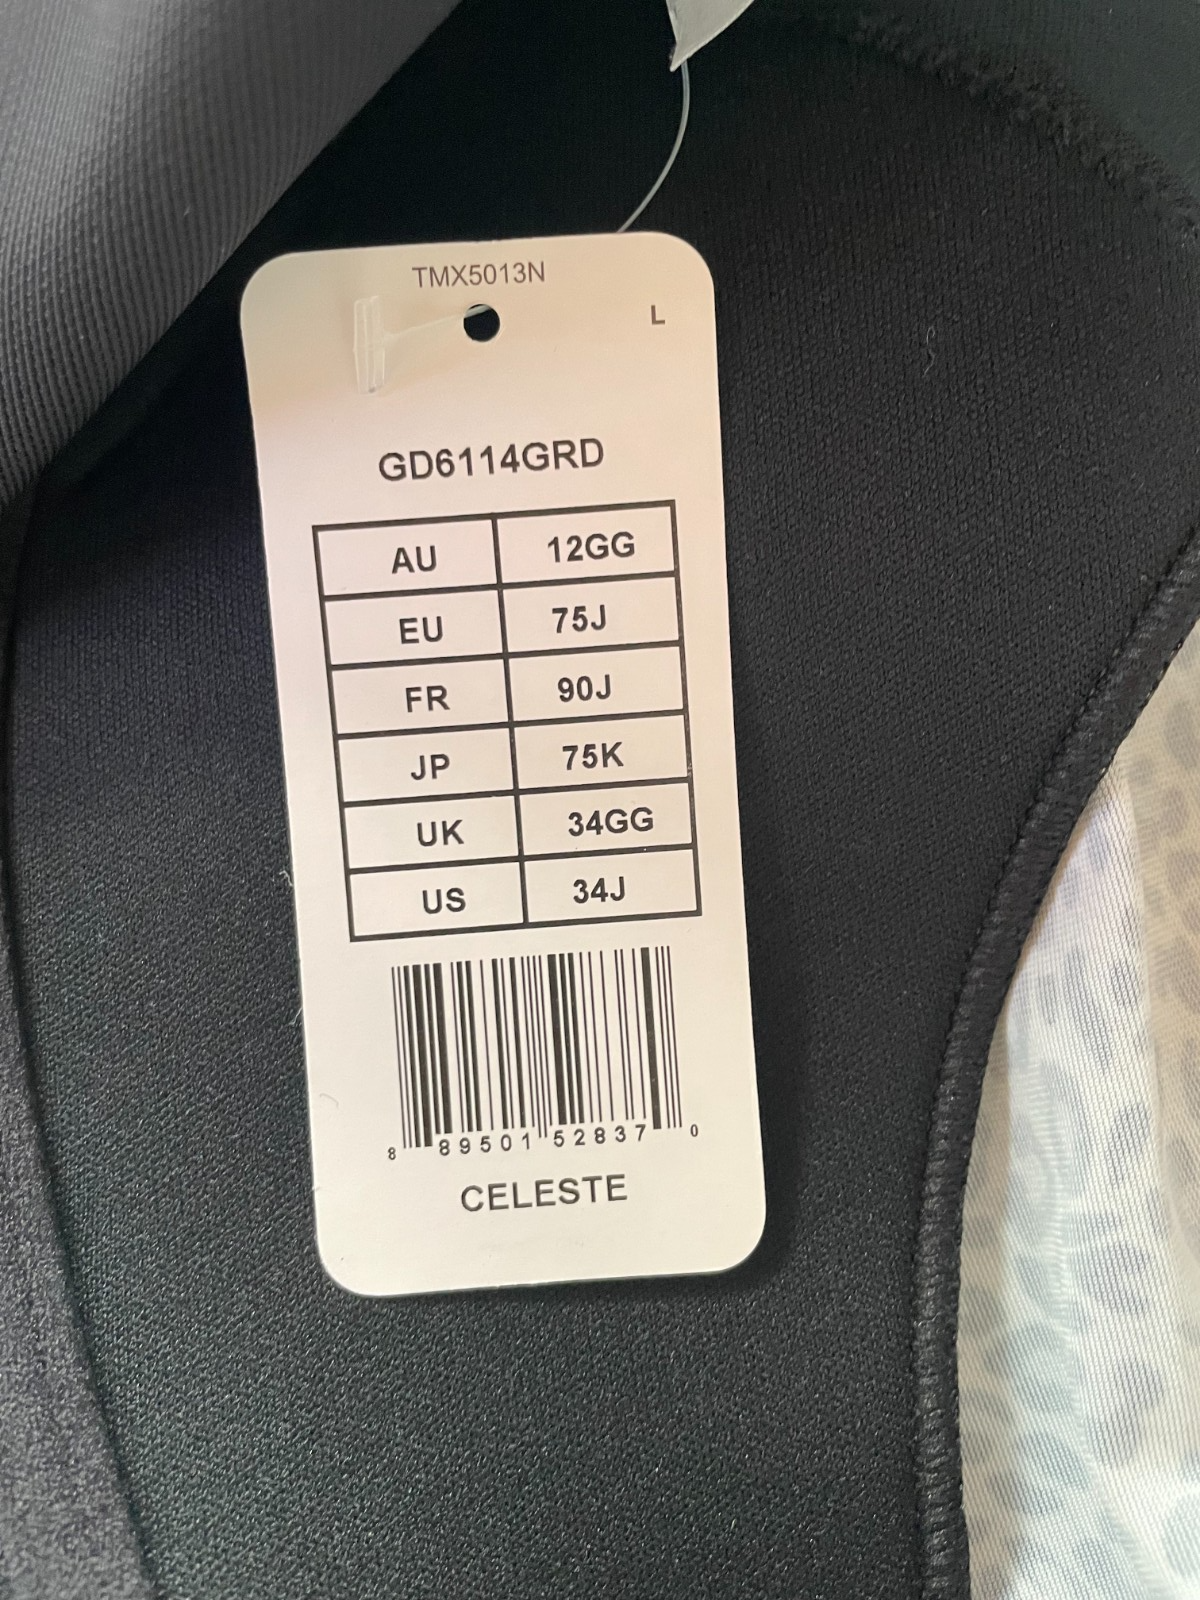 TMX5013N
L
GD6114GRD
AU 12GG
EU 75J
FR 90J
JP 75K
UK 34GG
US 34J
8 89501 52837 0
CELESTE